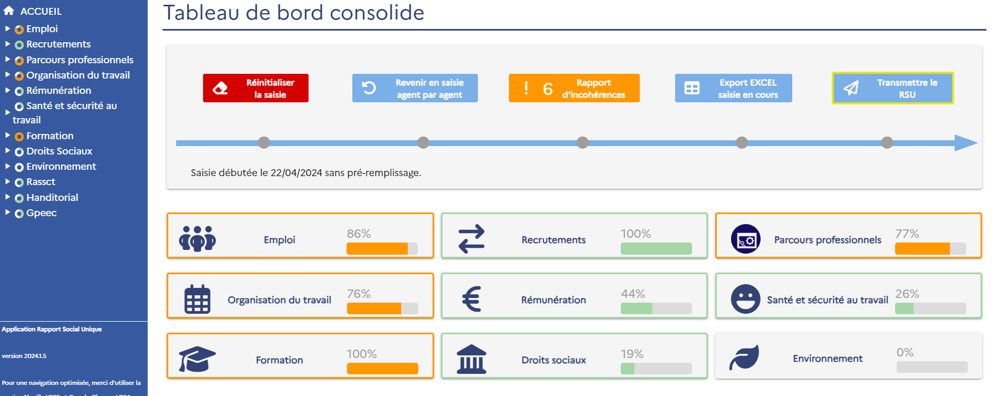 ACCUEIL
Emploi
Recrutements
Parcours professionnels
Organisation du travail
Rémunération
Santé et sécurité au
travail
Formation
Droits Sociaux
Environnement
Rassct
Handitorial
Gpeec
Application Rapport Social Unique
version 2024.1.5
Pour une navigation optimisée, merci d'utiliser la
Tableau de bord consolide
Réinitialiser
la saisie
Revenir en saisie
agent par agent
! 6 Rapport
d'incohérences
Export EXCEL
saisie en cours
Transmettre le
RSU
Saisie débutée le 22/04/2024 sans pré-remplissage.
Emploi 86%
Recrutements 100%
Parcours professionnels 77%
Organisation du travail 76%
Rémunération 44%
Santé et sécurité au travail 26%
Formation 100%
Droits sociaux 19%
Environnement 0%